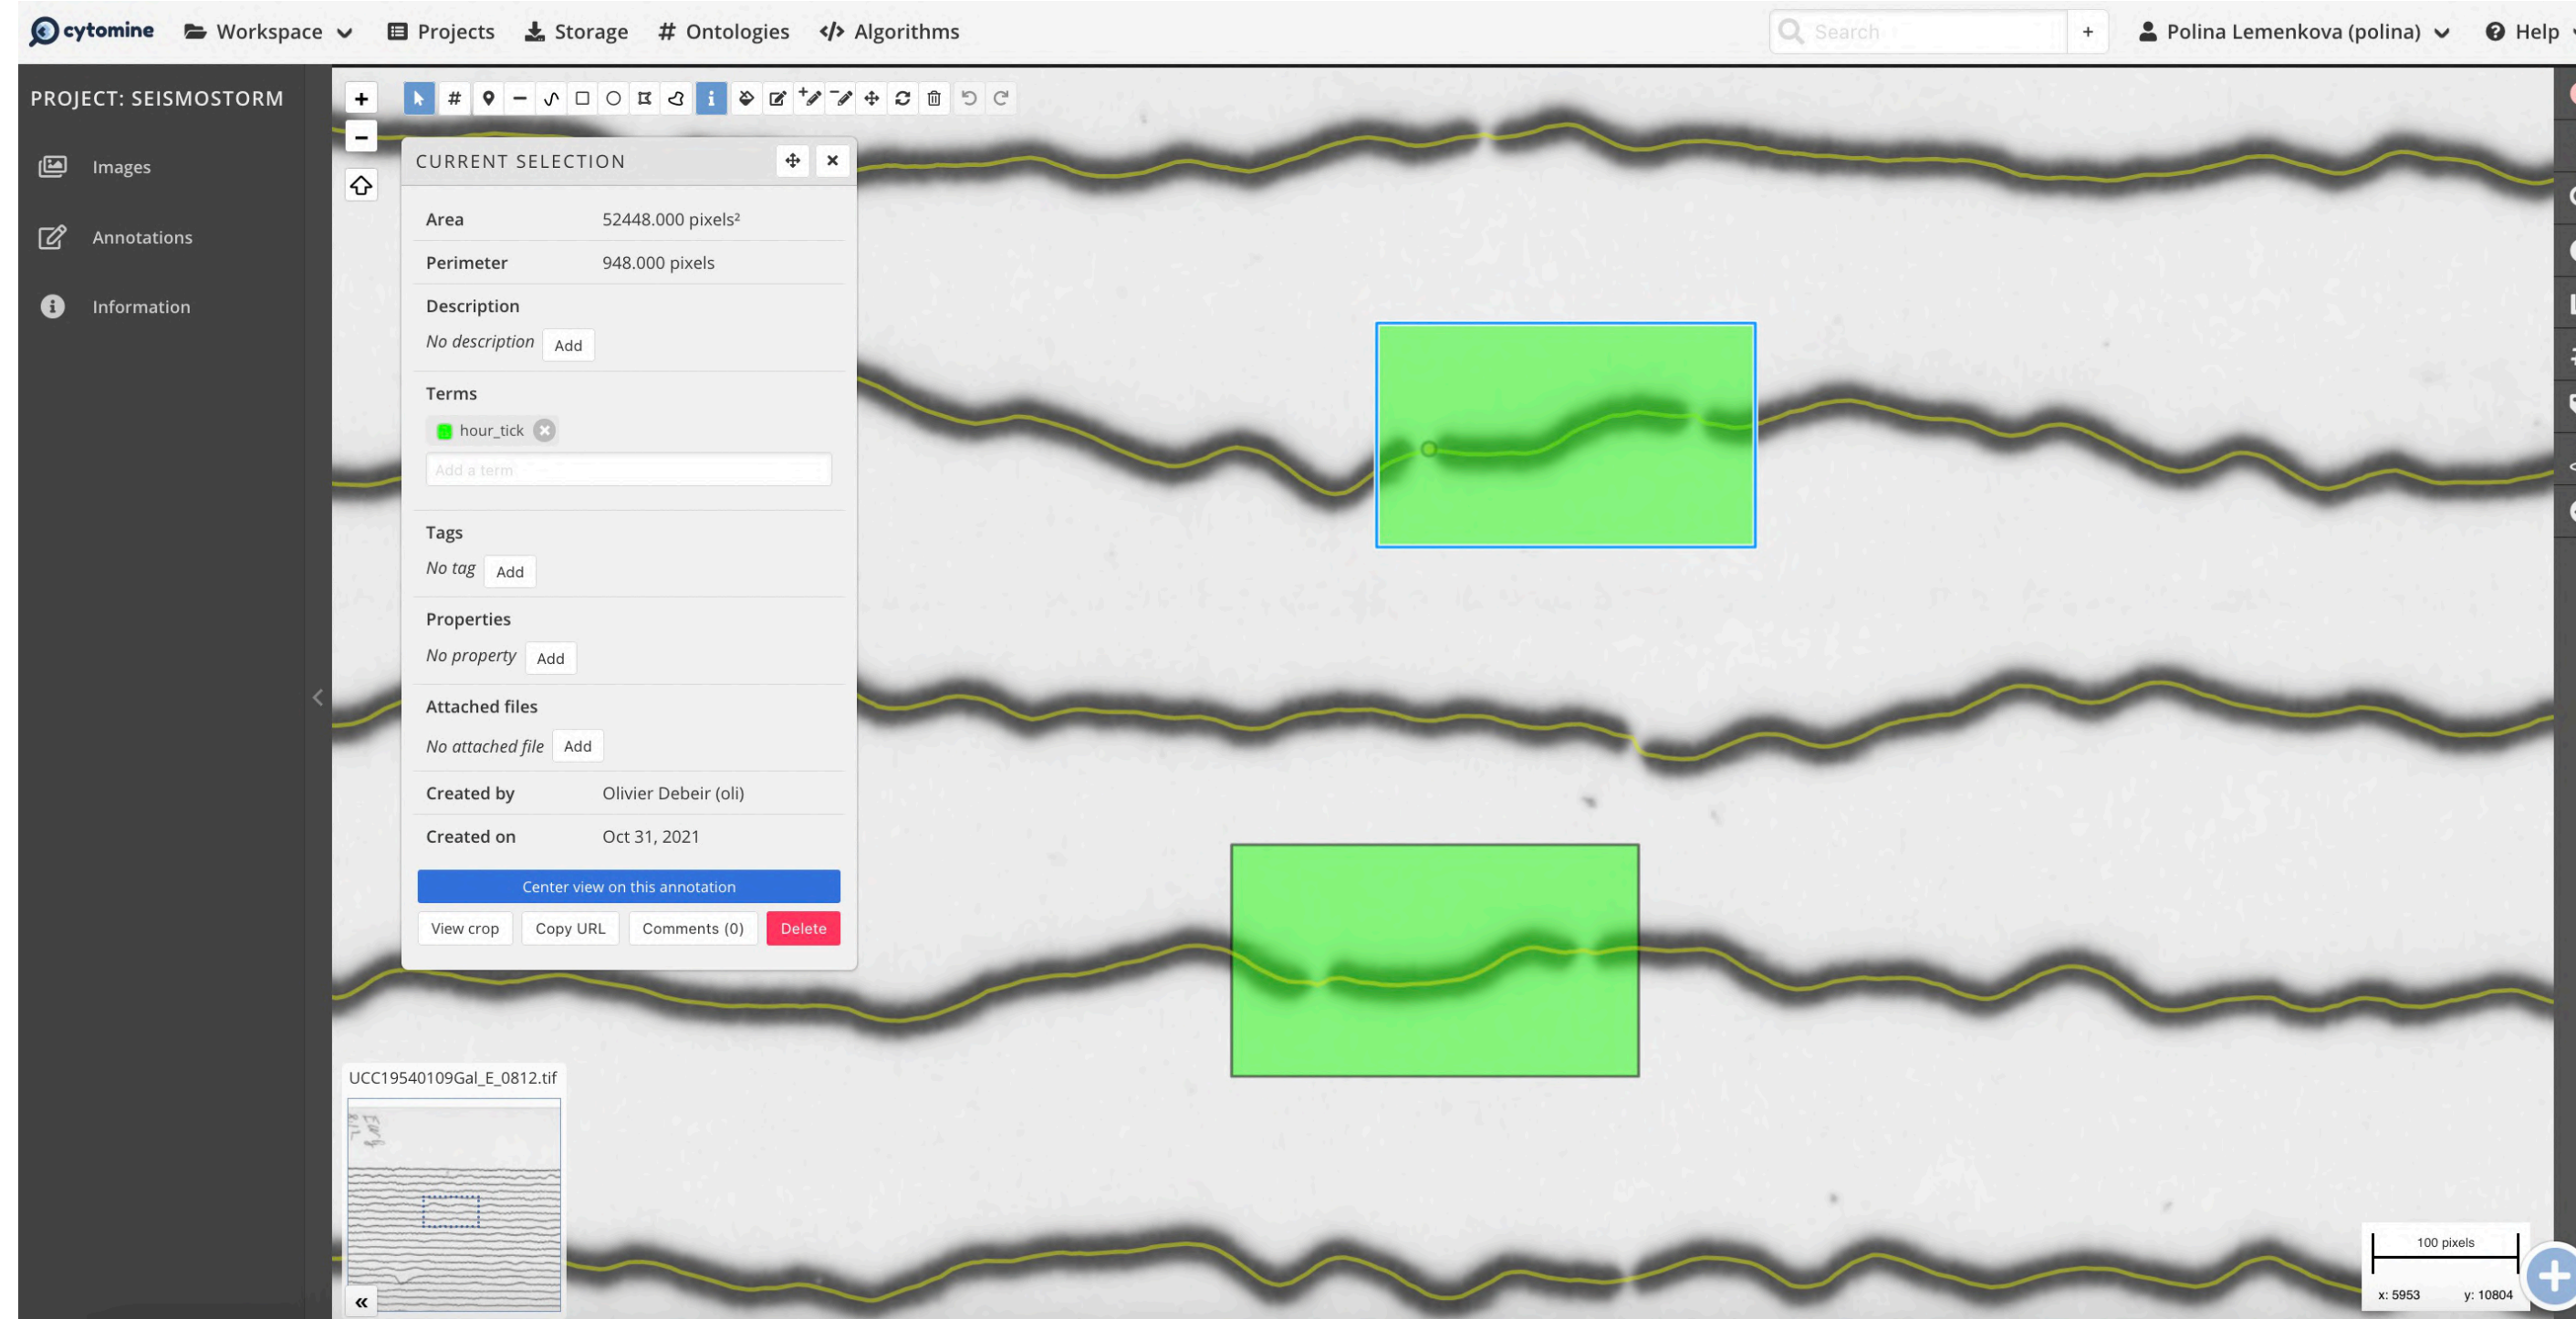 cytomine Workspace Projects Storage # Ontologies </> Algorithms Search + Polina Lemenkova (polina) Help
PROJECT: SEISMOSTORM
Images
Annotations
Information
CURRENT SELECTION
Area 52448.000 pixels²
Perimeter 948.000 pixels
Description
No description Add
Terms
hour_tick
Add a term
Tags
No tag Add
Properties
No property Add
Attached files
No attached file Add
Created by Olivier Debeir (oli)
Created on Oct 31, 2021
Center view on this annotation
View crop Copy URL Comments (0) Delete
UCC19540109Gal_E_0812.tif
100 pixels
x: 5953 y: 10804